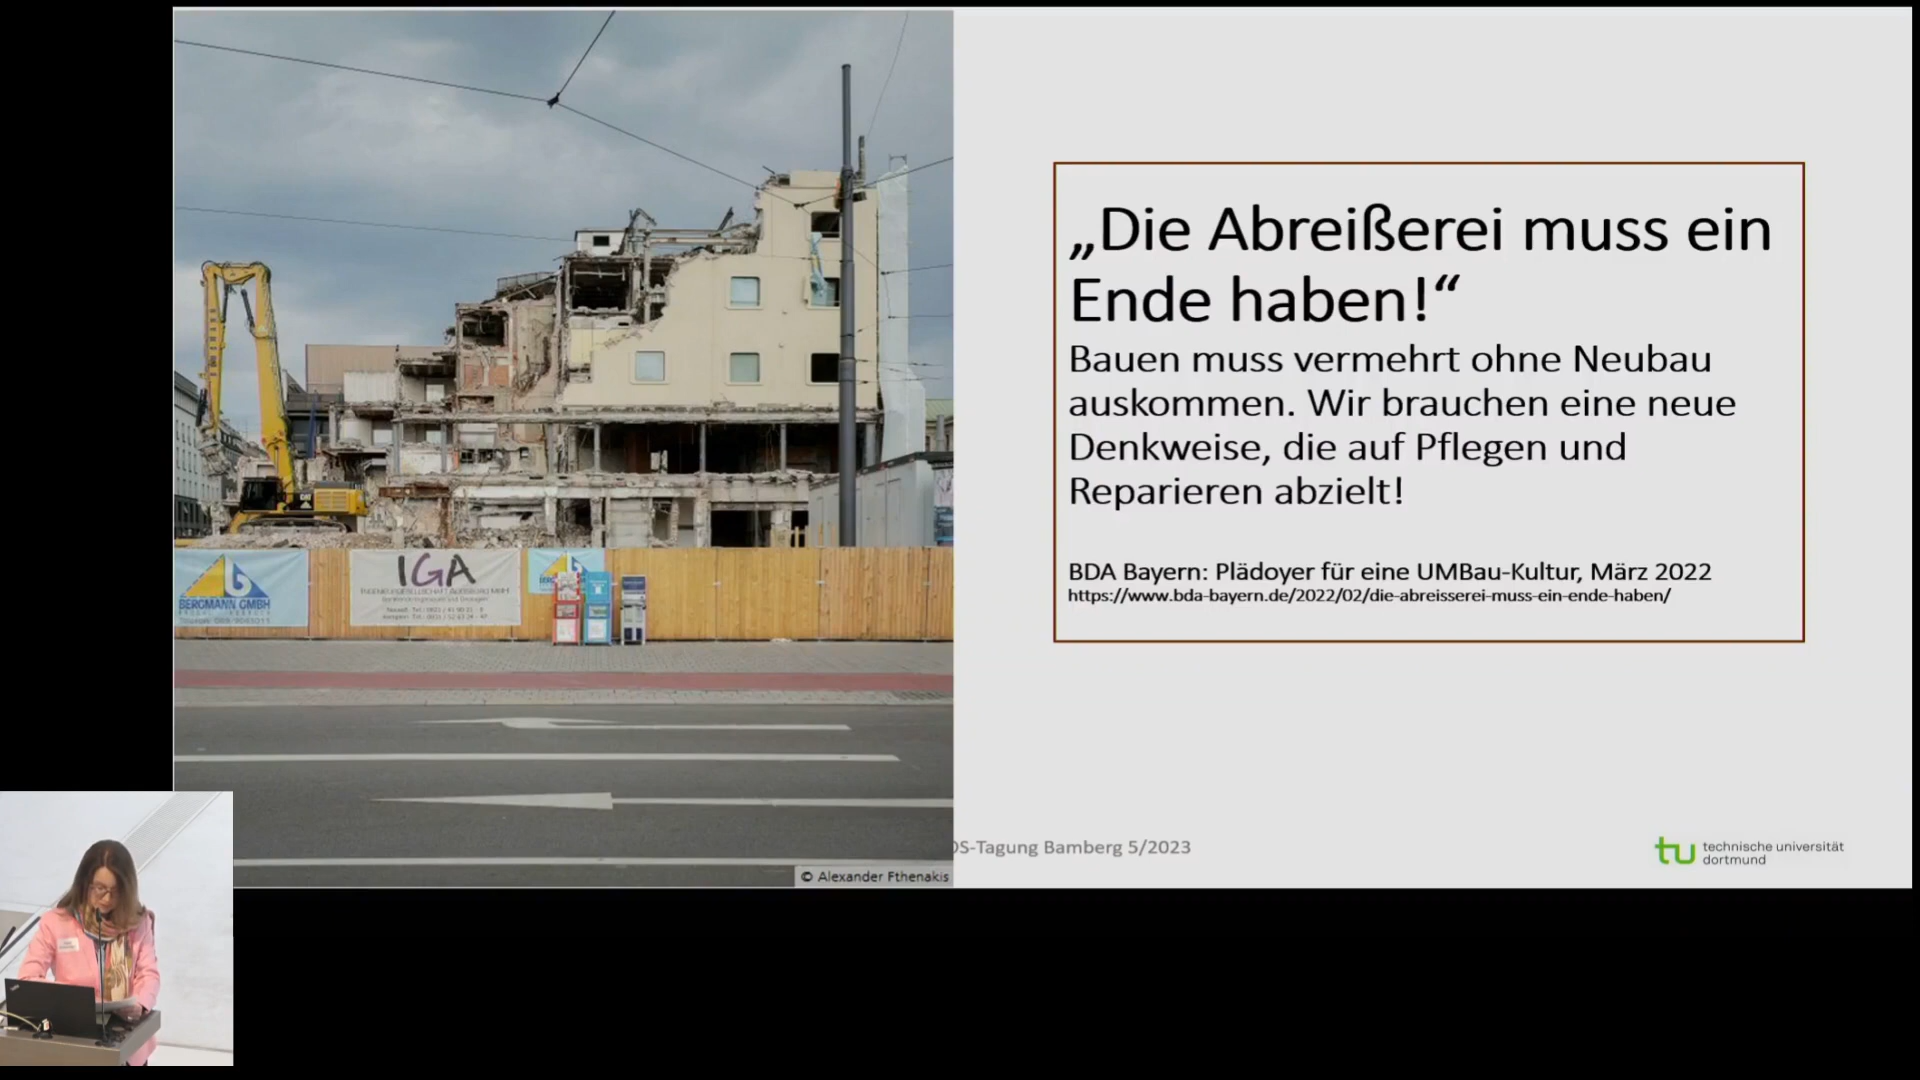 „Die Abreißerei muss ein
Ende haben!“
Bauen muss vermehrt ohne Neubau
auskommen. Wir brauchen eine neue
Denkweise, die auf Pflegen und
Reparieren abzielt!
BDA Bayern: Plädoyer für eine UMBau-Kultur, März 2022
https://www.bda-bayern.de/2022/02/die-abreisserei-muss-ein-ende-haben/
BERGMANN GMBH
IGA
CAT
DS-Tagung Bamberg 5/2023
tu technische universität
dortmund
© Alexander Fthenakis